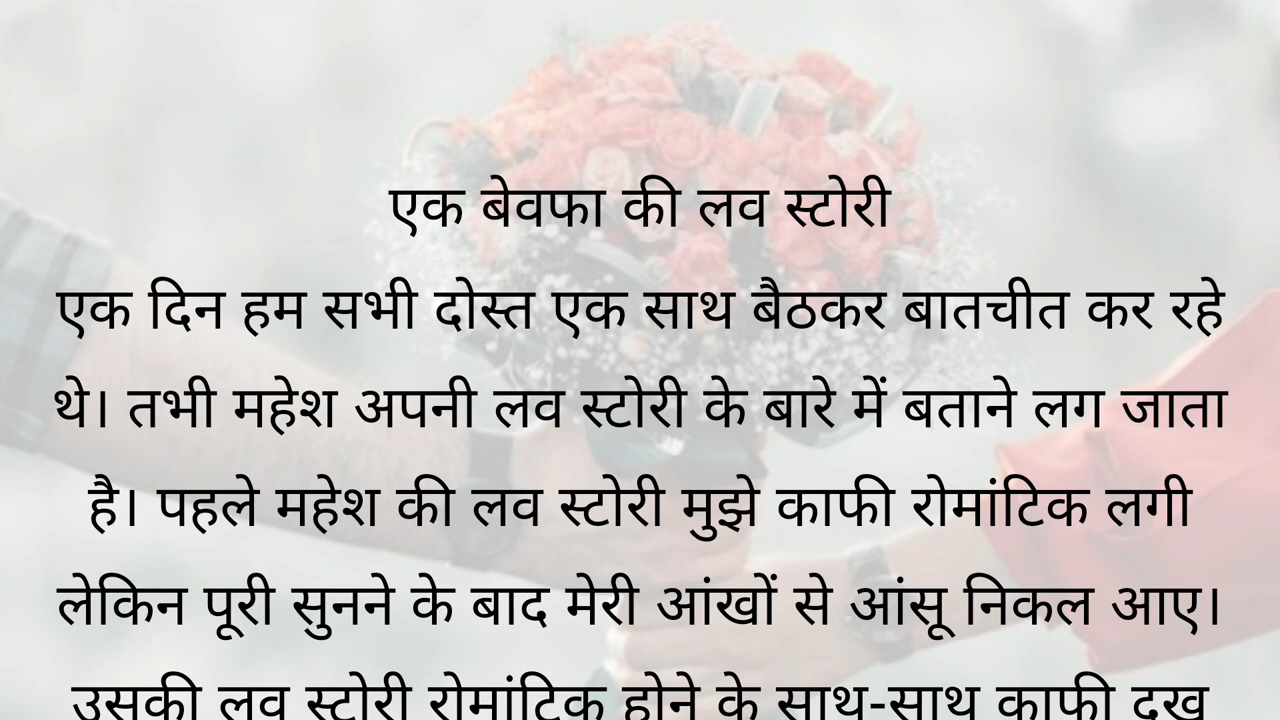 एक बेवफा की लव स्टोरी
एक दिन हम सभी दोस्त एक साथ बैठकर बातचीत कर रहे
थे। तभी महेश अपनी लव स्टोरी के बारे में बताने लग जाता
है। पहले महेश की लव स्टोरी मुझे काफी रोमांटिक लगी
लेकिन पूरी सुनने के बाद मेरी आंखों से आंसू निकल आए।
उसकी लव स्टोरी रोमांटिक होने के साथ-साथ काफी